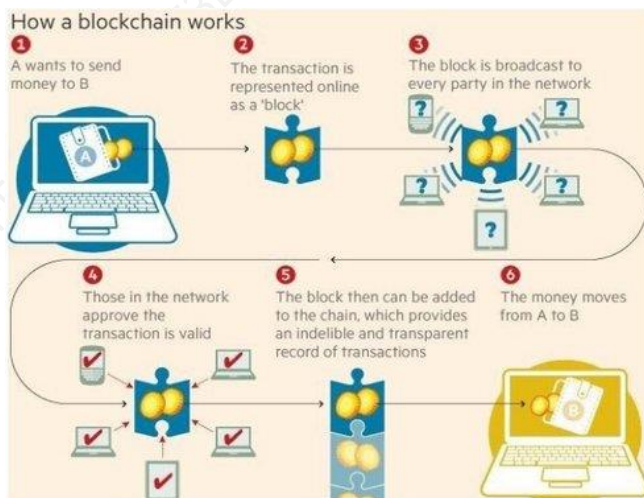 How a blockchain works
1
A wants to send
money to B
2
The transaction is
represented online
as a 'block'
3
The block is broadcast to
every party in the network
A
?
?
?
?
?
4
Those in the network
approve the
transaction is valid
5
The block then can be added
to the chain, which provides
an indelible and transparent
record of transactions
6
The money moves
from A to B
B